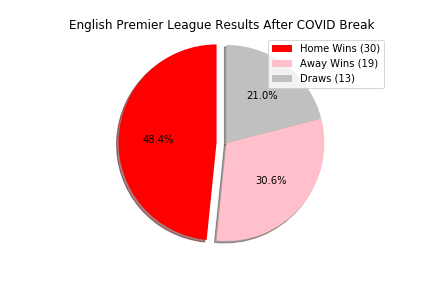 English Premier League Results After COVID Break
Home Wins (30)
Away Wins (19)
Draws (13)
21.0%
48.4%
30.6%